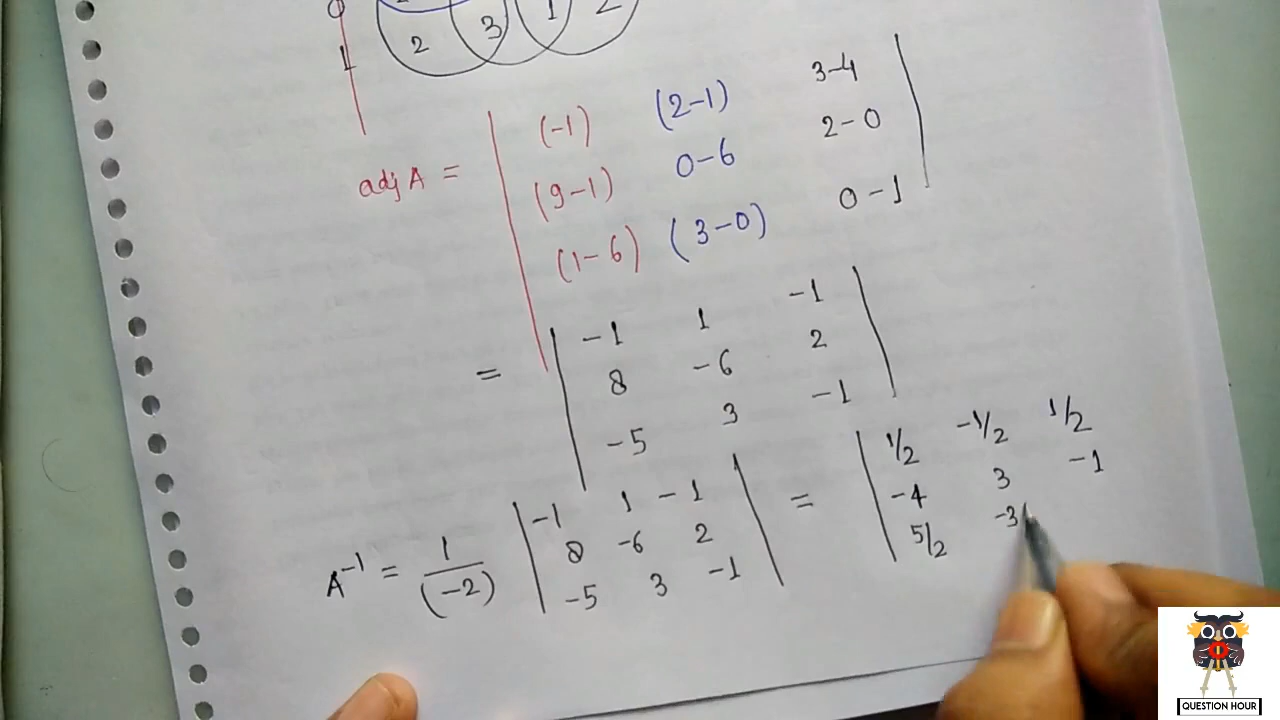 0
1 2 3 1 2
adj A = | (-1) (2-1) 3-4 |
(9-1) 0-6 2-0
(1-6) (3-0) 0-1
= | -1 1 -1 |
8 -6 2
-5 3 -1
A⁻¹ = 1/(-2) | -1 1 -1 | = | 1/2 -1/2 1/2
8 -6 2 -4 3 -1
-5 3 -1 5/2 -3
QUESTION HOUR